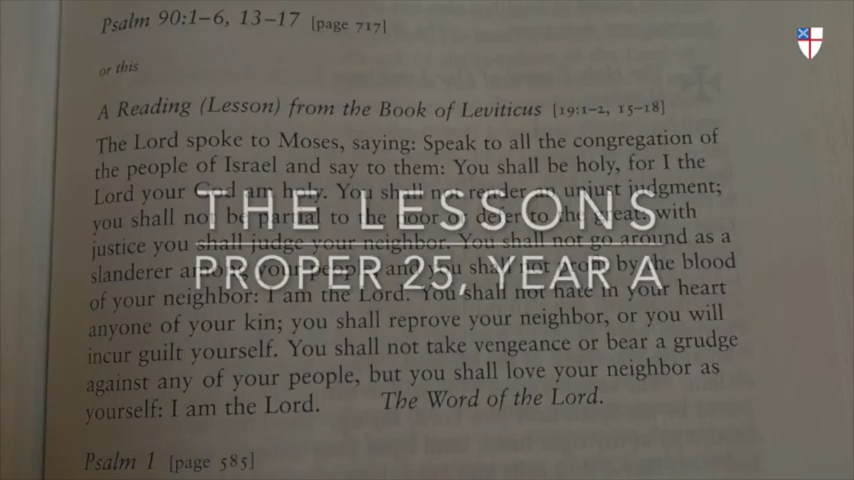 Psalm 90:1–6, 13–17 [page 717]
or this
A Reading (Lesson) from the Book of Leviticus [19:1–2, 15–18]
The Lord spoke to Moses, saying: Speak to all the congregation of
the people of Israel and say to them: You shall be holy, for I the
Lord your God am holy. You shall not render an unjust judgment;
you shall not be partial to the poor or defer to the great: with
justice you shall judge your neighbor. You shall not go around as a
slanderer among your people, and you shall not profit by the blood
of your neighbor: I am the Lord. You shall not hate in your heart
anyone of your kin; you shall reprove your neighbor, or you will
incur guilt yourself. You shall not take vengeance or bear a grudge
against any of your people, but you shall love your neighbor as
yourself: I am the Lord. The Word of the Lord.
Psalm 1 [page 585]
THE LESSONS
PROPER 25, YEAR A